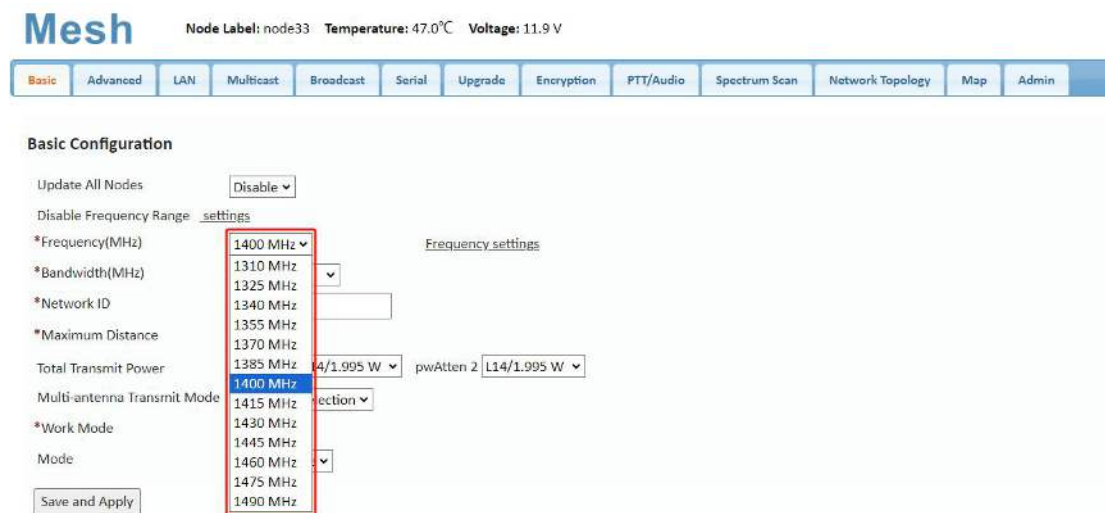 Mesh
Node Label: node33 Temperature: 47.0℃ Voltage: 11.9 V
Basic Advanced LAN Multicast Broadcast Serial Upgrade Encryption PTT/Audio Spectrum Scan Network Topology Map Admin
Basic Configuration
Update All Nodes Disable
Disable Frequency Range settings
*Frequency(MHz) 1400 MHz Frequency settings
1310 MHz
*Bandwidth(MHz)
1325 MHz
*Network ID 1340 MHz
1355 MHz
*Maximum Distance
1370 MHz
Total Transmit Power 1385 MHz 4/1.995 W pwAtten 2 L14/1.995 W
1400 MHz
Multi-antenna Transmit Mode 1415 MHz ection
*Work Mode 1430 MHz
1445 MHz
Mode 1460 MHz
1475 MHz
Save and Apply 1490 MHz